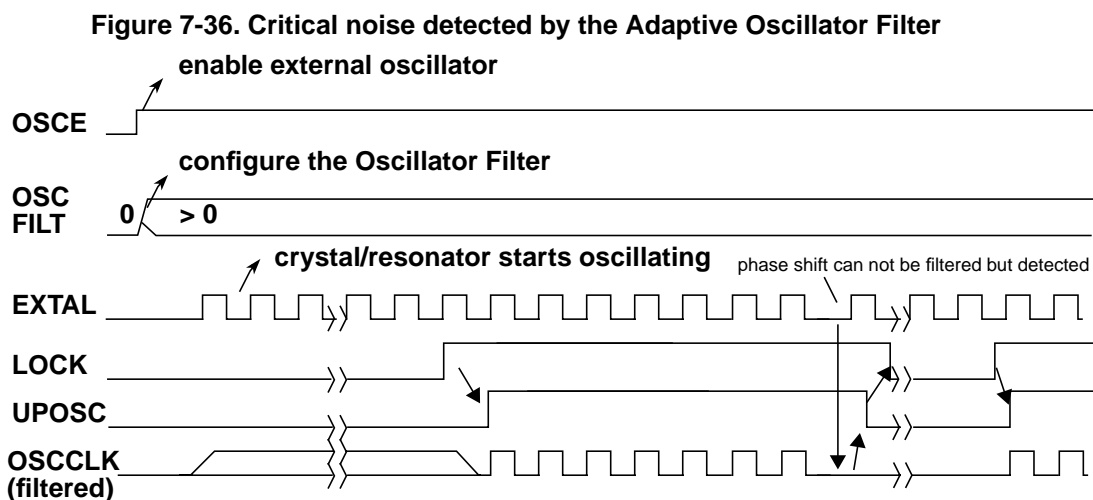 Figure 7-36. Critical noise detected by the Adaptive Oscillator Filter
enable external oscillator
OSCE
configure the Oscillator Filter
OSC
FILT
0 > 0
crystal/resonator starts oscillating
phase shift can not be filtered but detected
EXTAL
LOCK
UPOSC
OSCCLK
(filtered)